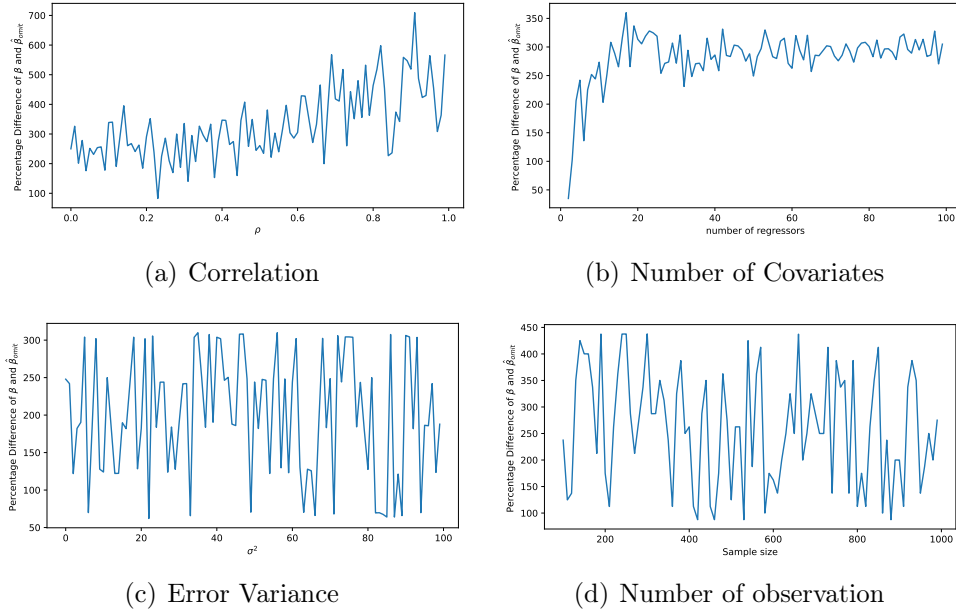 700
600
500
400
300
200
100
Percentage Difference of β and β̂omit
0.0 0.2 0.4 0.6 0.8 1.0
ρ
(a) Correlation
350
300
250
200
150
100
50
Percentage Difference of β and β̂omit
0 20 40 60 80 100
number of regressors
(b) Number of Covariates
300
250
200
150
100
50
Percentage Difference of β and β̂omit
0 20 40 60 80 100
σ²
(c) Error Variance
450
400
350
300
250
200
150
100
Percentage Difference of β and β̂omit
200 400 600 800 1000
Sample size
(d) Number of observation